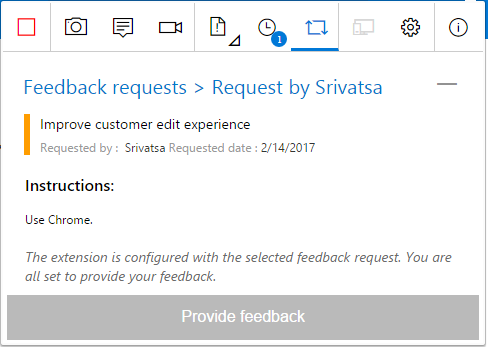 1
Feedback requests > Request by Srivatsa
Improve customer edit experience
Requested by : Srivatsa Requested date : 2/14/2017
Instructions:
Use Chrome.
The extension is configured with the selected feedback request. You are
all set to provide your feedback.
Provide feedback